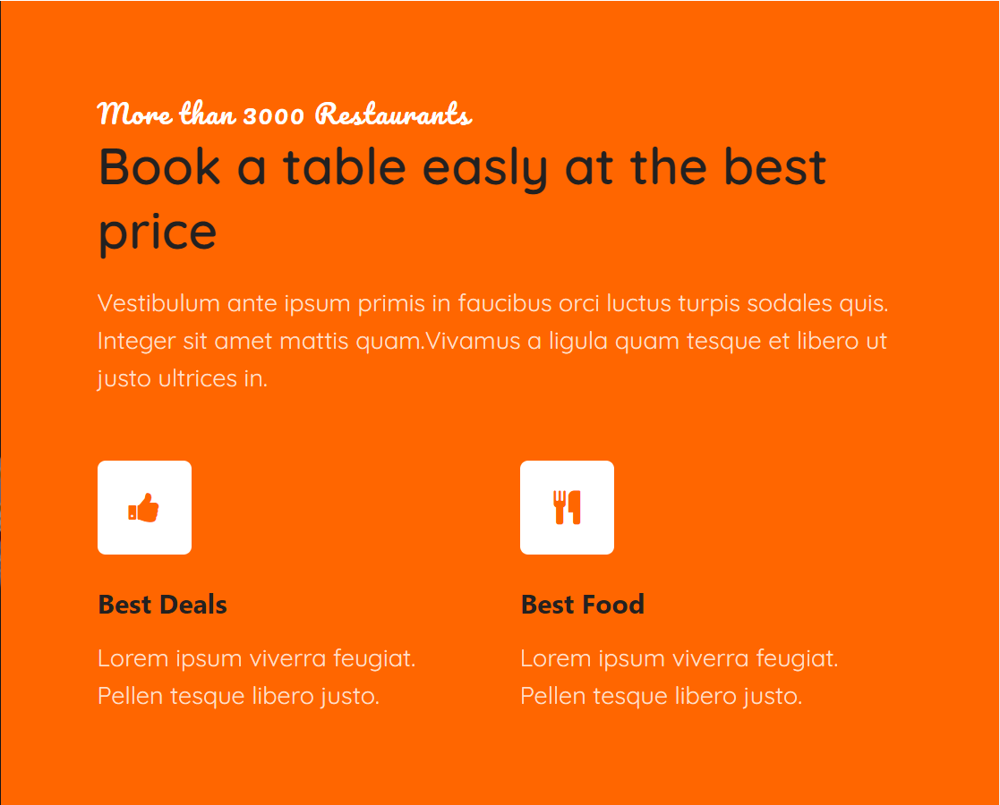 More than 3000 Restaurants
Book a table easly at the best
price
Vestibulum ante ipsum primis in faucibus orci luctus turpis sodales quis.
Integer sit amet mattis quam.Vivamus a ligula quam tesque et libero ut
justo ultrices in.
Best Deals
Lorem ipsum viverra feugiat.
Pellen tesque libero justo.
Best Food
Lorem ipsum viverra feugiat.
Pellen tesque libero justo.